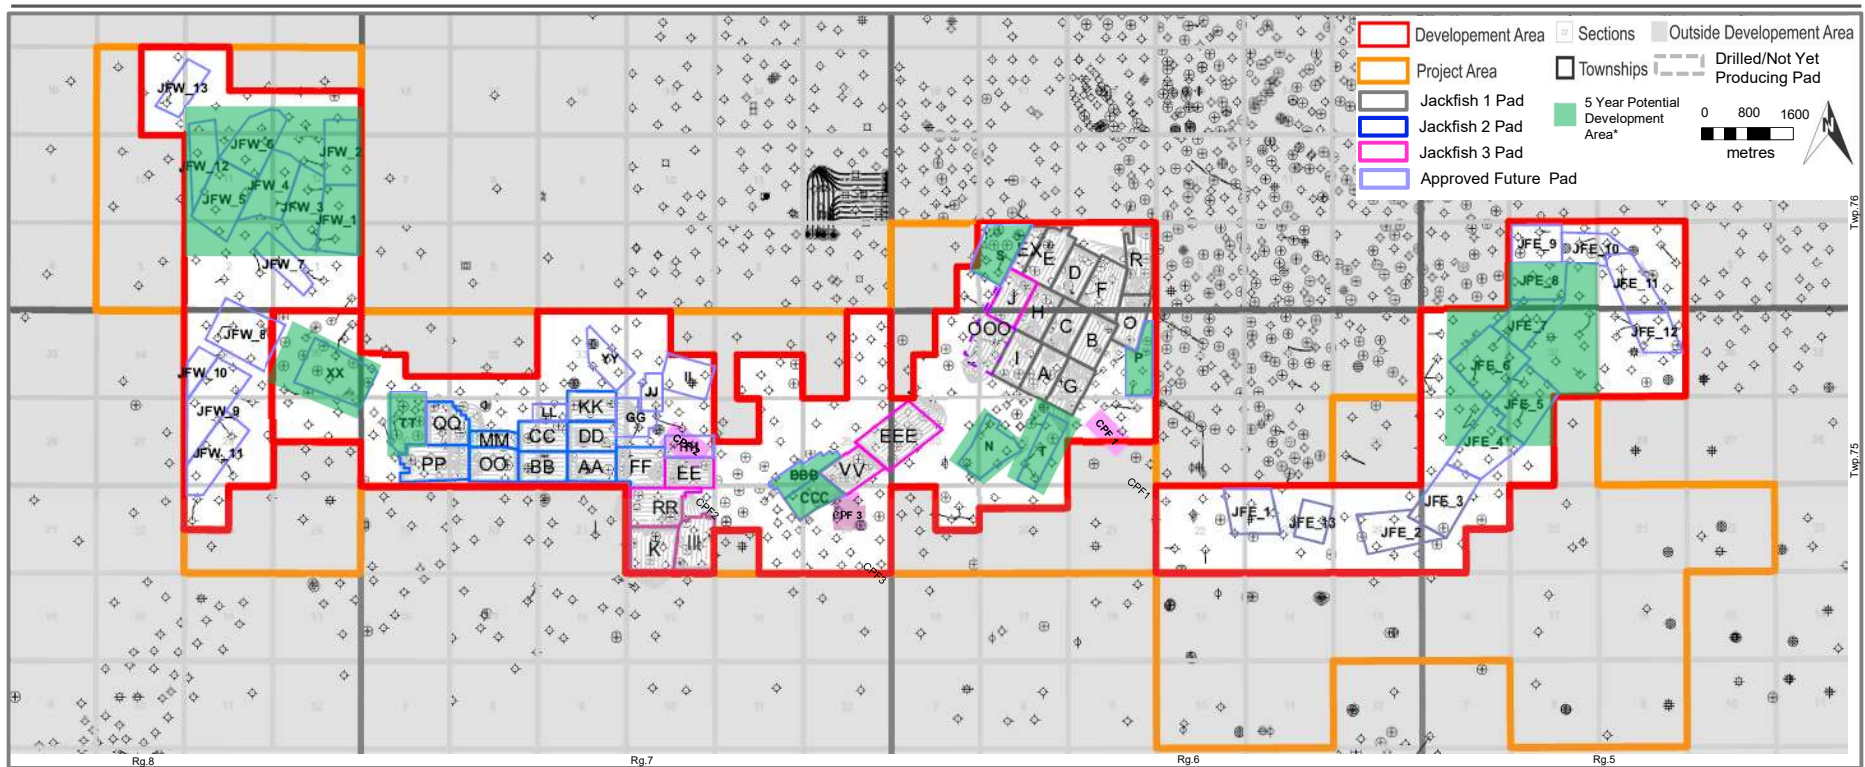 Developement Area
Sections
Outside Developement Area
Project Area
Townships
Drilled/Not Yet
Producing Pad
Jackfish 1 Pad
Jackfish 2 Pad
Jackfish 3 Pad
Approved Future Pad
5 Year Potential
Development
Area*
0 800 1600
metres
N
Twp.76
Twp.75
JFW_13
JFW_6
JFW_2
JFW_12
JFW_4
JFW_5
JFW_3
JFW_1
JFW_7
JFW_8
JFW_10
XX
JFW_9
JFW_11
YY
II
JJ
TT
QQ
LL
KK
GG
MM
CC
DD
PP
OO
BB
AA
FF
EE
RR
CPF2
K
III
EEE
VV
BBB
CCC
CPF 3
CPF3
S
EX
E
D
R
F
J
H
OOO
C
O
B
P
I
A
G
N
T
CPF 1
CPF1
JFE_9
JFE_10
JFE_8
JFE_11
JFE_7
JFE_12
JFE_6
JFE_5
JFE_4
JFE_3
JFE_1
JFE_13
JFE_2
Rg.8
Rg.7
Rg.6
Rg.5